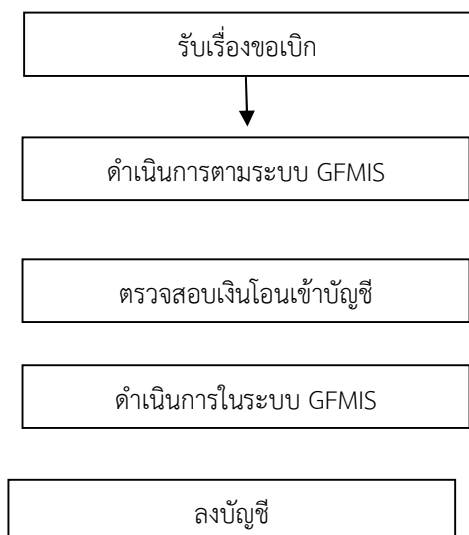 รับเรื่องขอเบิก
ดำเนินการตามระบบ GFMIS
ตรวจสอบเงินโอนเข้าบัญชี
ดำเนินการในระบบ GFMIS
ลงบัญชี